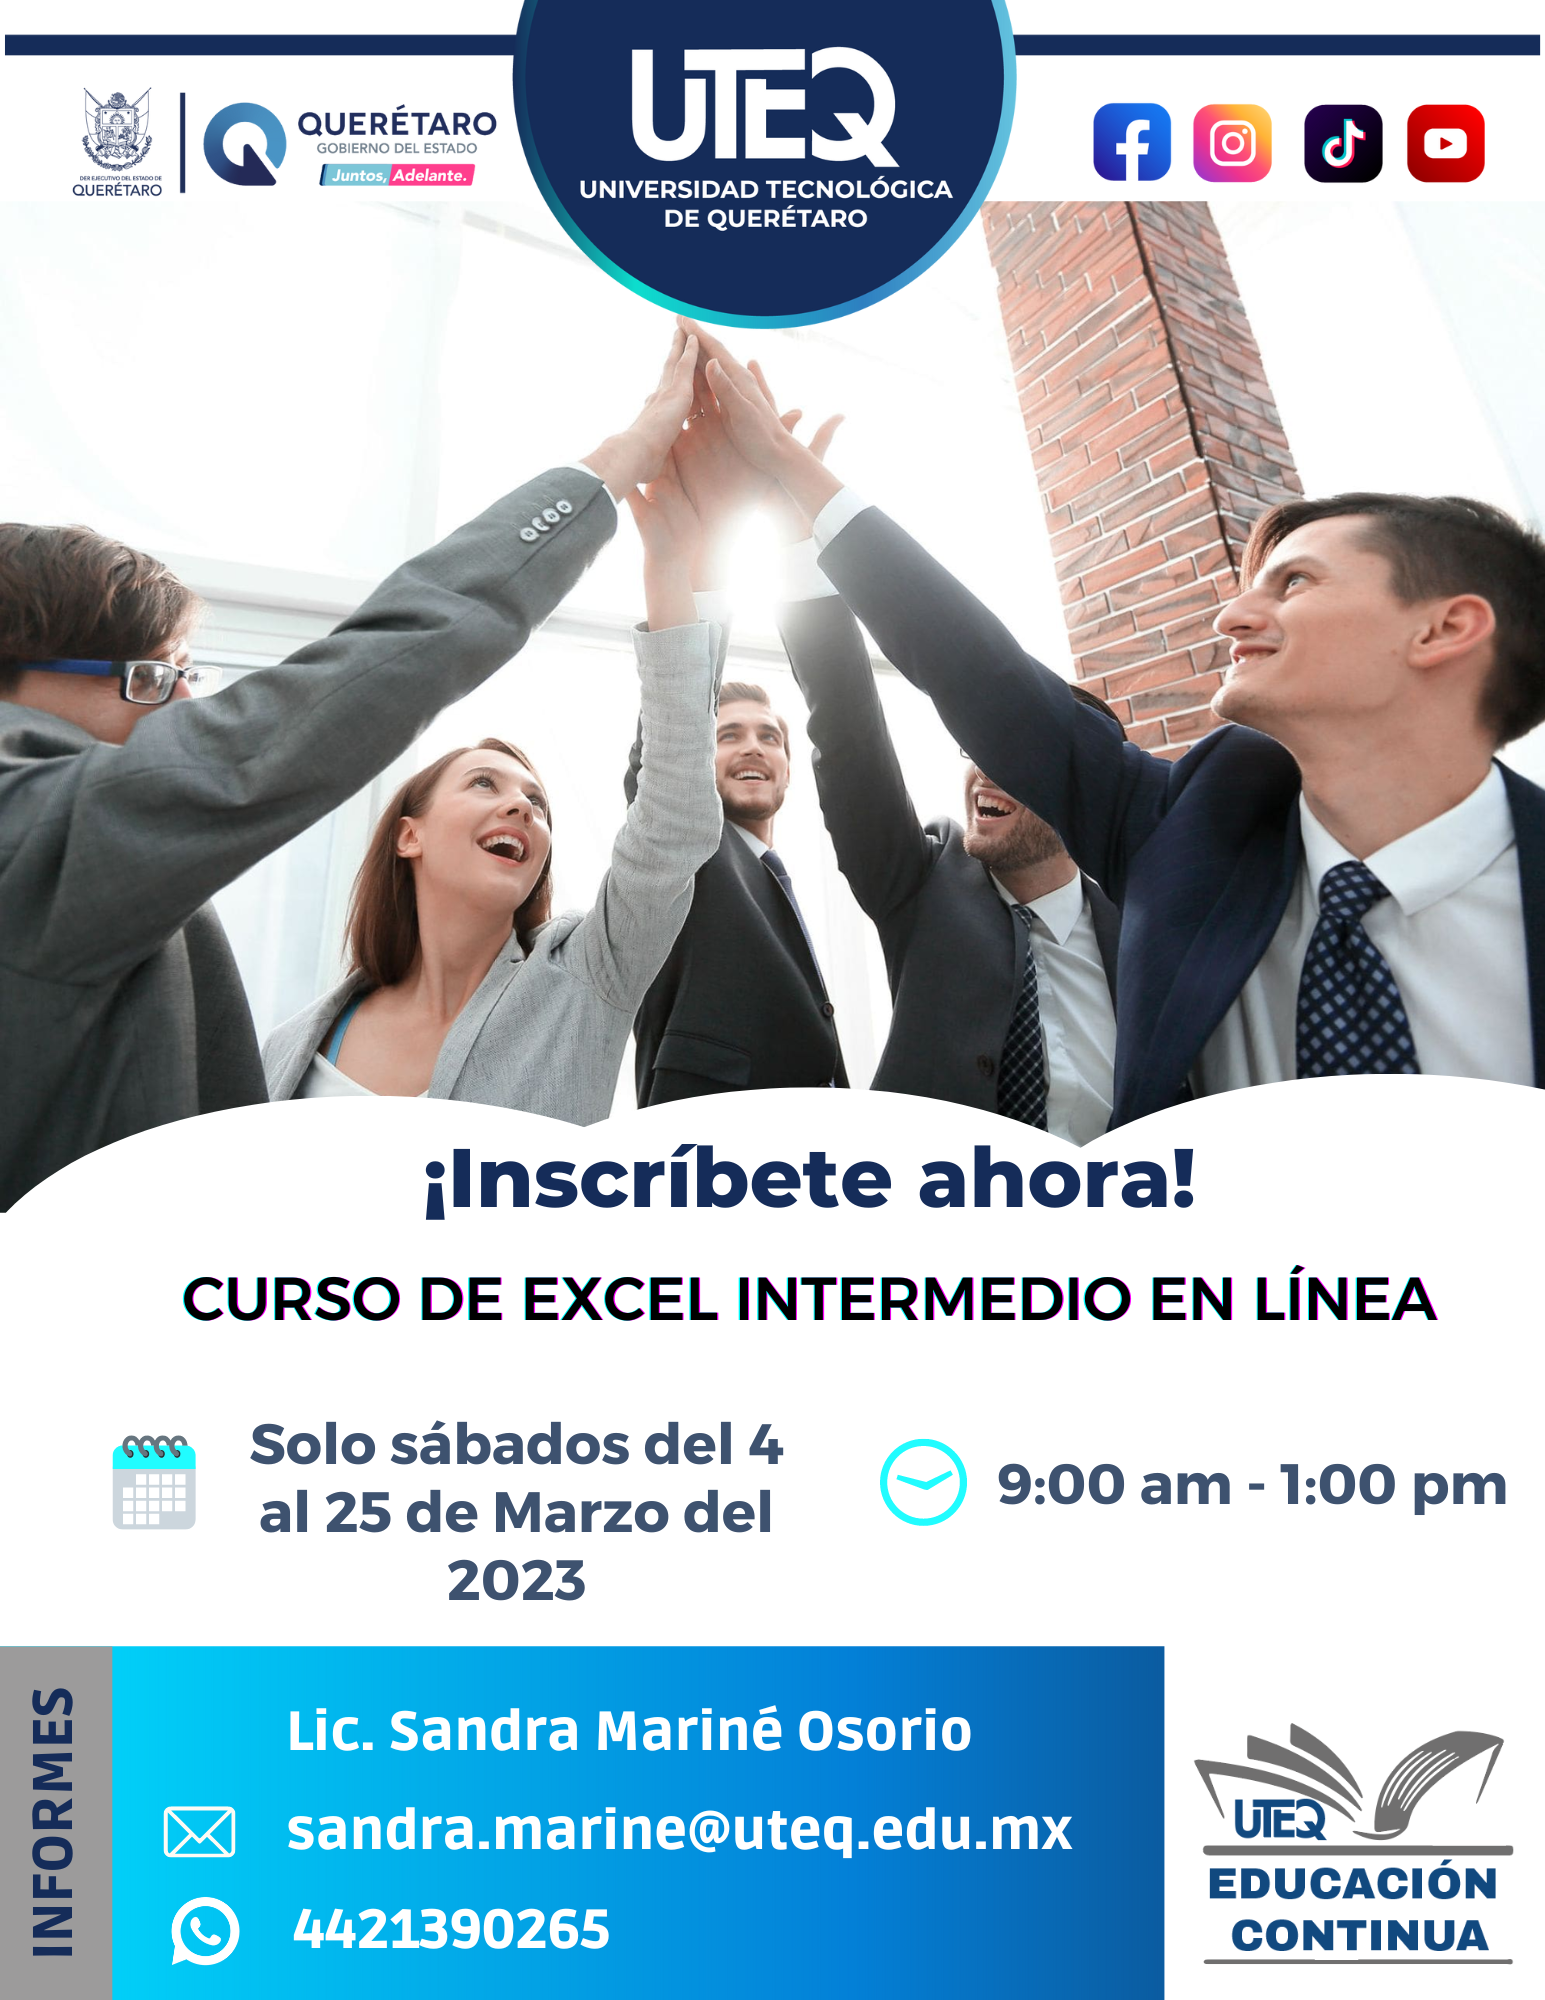 DER EJECUTIVO DEL ESTADO DE
QUERÉTARO
QUERÉTARO
GOBIERNO DEL ESTADO
Juntos, Adelante.
UTEQ
UNIVERSIDAD TECNOLÓGICA
DE QUERÉTARO
¡Inscríbete ahora!
CURSO DE EXCEL INTERMEDIO EN LÍNEA
Solo sábados del 4
al 25 de Marzo del
2023
9:00 am - 1:00 pm
INFORMES
Lic. Sandra Mariné Osorio
sandra.marine@uteq.edu.mx
4421390265
UTEQ
EDUCACIÓN
CONTINUA